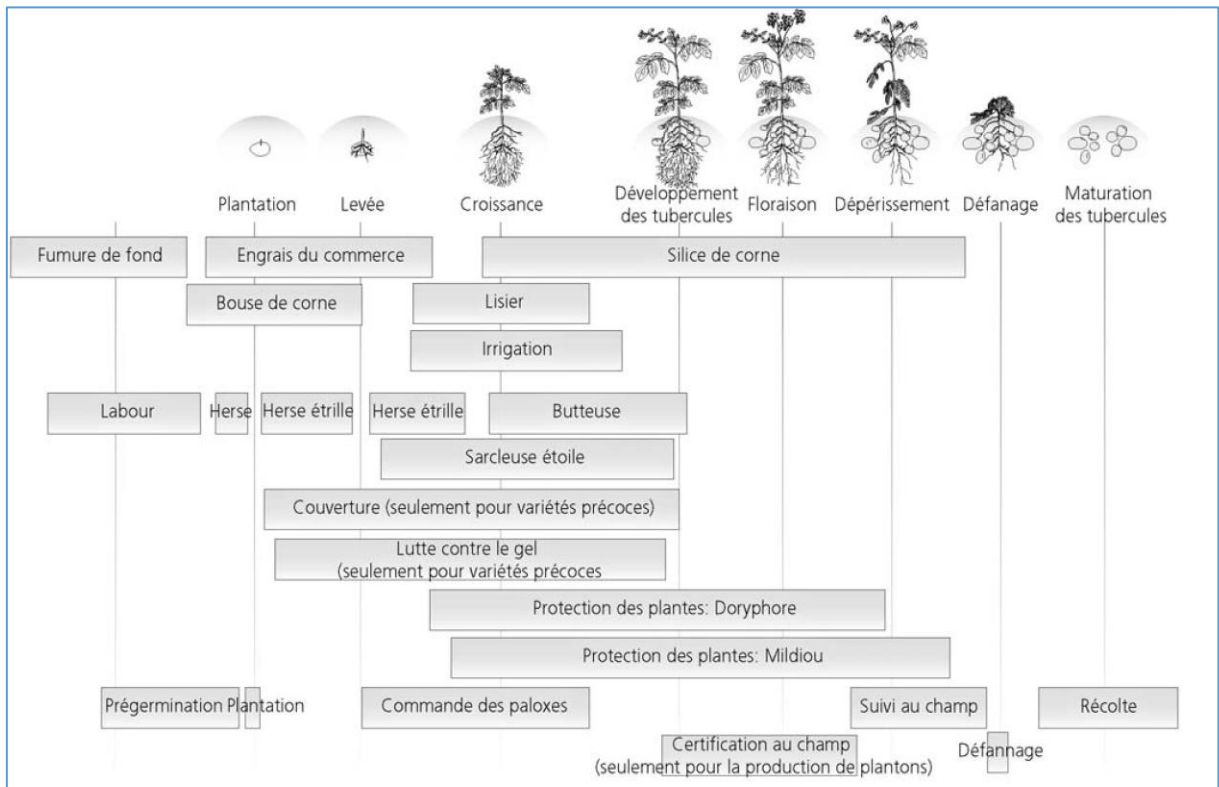 Plantation
Levée
Croissance
Développement
des tubercules
Floraison
Dépérissement
Défanage
Maturation
des tubercules
Fumure de fond
Engrais du commerce
Silice de corne
Bouse de corne
Lisier
Irrigation
Labour
Herse
Herse étrille
Herse étrille
Butteuse
Sarcleuse étoile
Couverture (seulement pour variétés précoces)
Lutte contre le gel
(seulement pour variétés précoces
Protection des plantes: Doryphore
Protection des plantes: Mildiou
Prégermination
Plantation
Commande des paloxes
Suivi au champ
Récolte
Certification au champ
(seulement pour la production de plantons)
Défannage